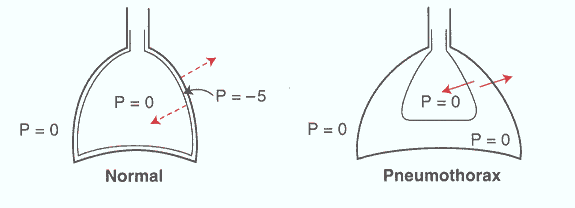 P = 0
P = −5
P = 0
Normal
P = 0
P = 0
P = 0
Pneumothorax